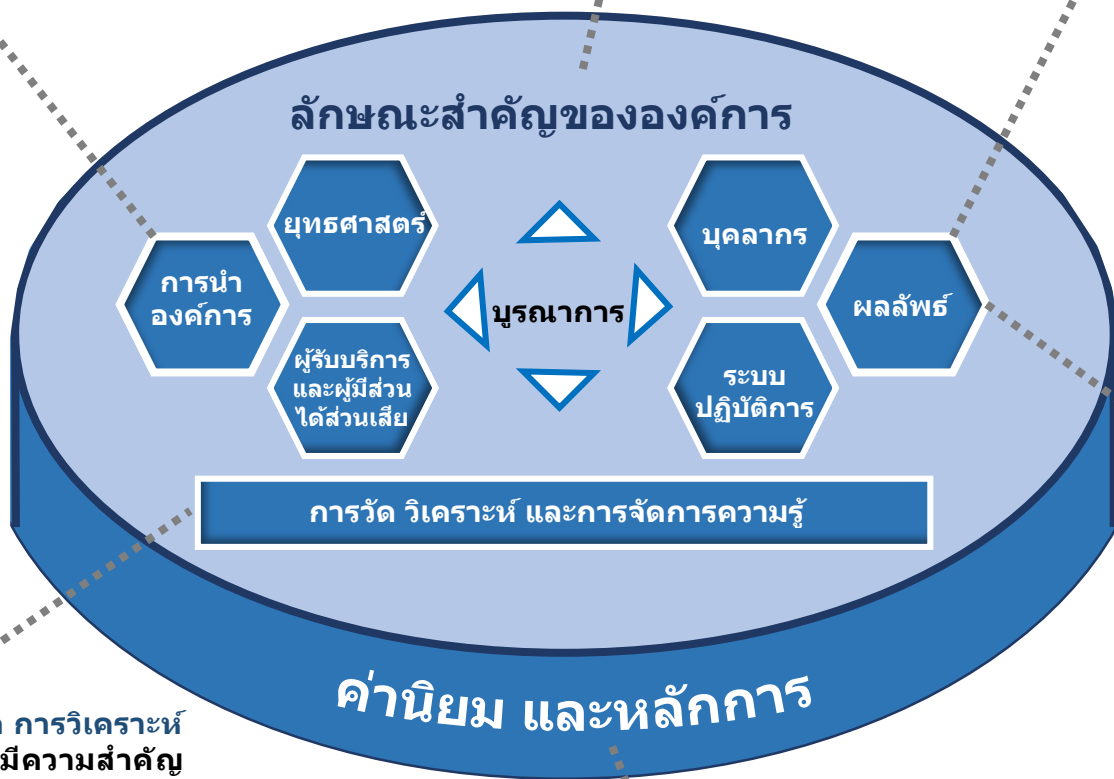 ลักษณะสำคัญขององค์การ
ยุทธศาสตร์
บุคลากร
การนำ
องค์การ
บูรณาการ
ผลลัพธ์
ผู้รับบริการ
และผู้มีส่วน
ได้ส่วนเสีย
ระบบ
ปฏิบัติการ
การวัด วิเคราะห์ และการจัดการความรู้
ค่านิยม และหลักการ
การวิเคราะห์
มีความสำคัญ